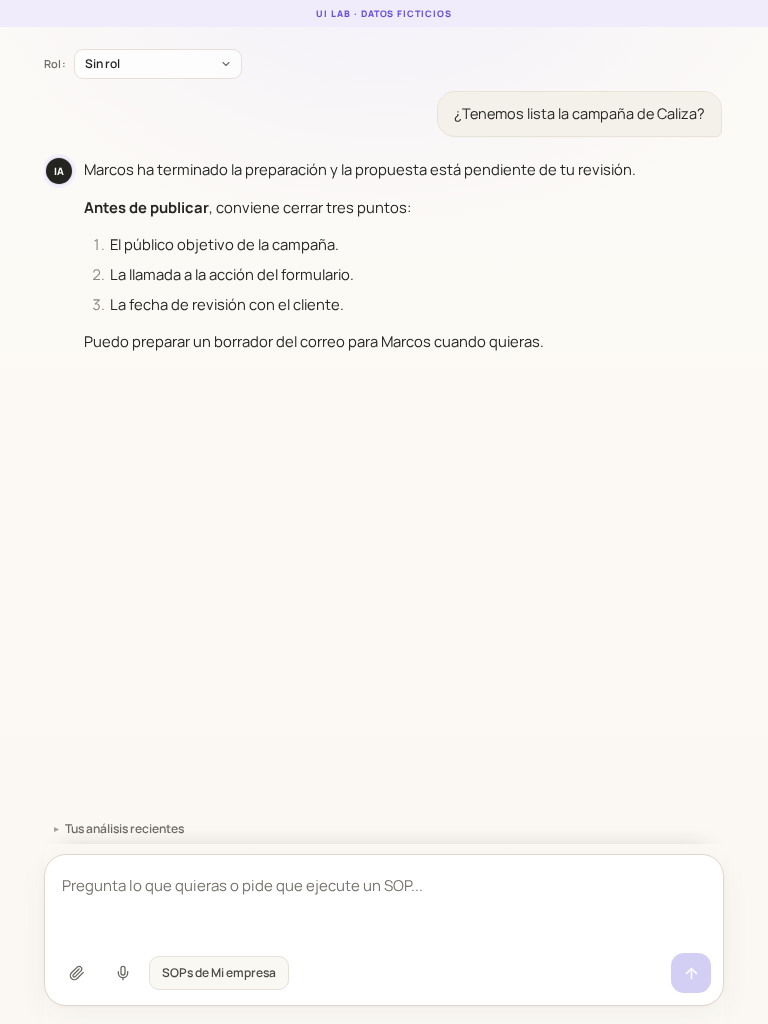 UI LAB · DATOS FICTICIOS
Rol:
Sin rol
¿Tenemos lista la campaña de Caliza?
IA
Marcos ha terminado la preparación y la propuesta está pendiente de tu revisión.
Antes de publicar, conviene cerrar tres puntos:
1. El público objetivo de la campaña.
2. La llamada a la acción del formulario.
3. La fecha de revisión con el cliente.
Puedo preparar un borrador del correo para Marcos cuando quieras.
Tus análisis recientes
Pregunta lo que quieras o pide que ejecute un SOP...
SOPs de Mi empresa